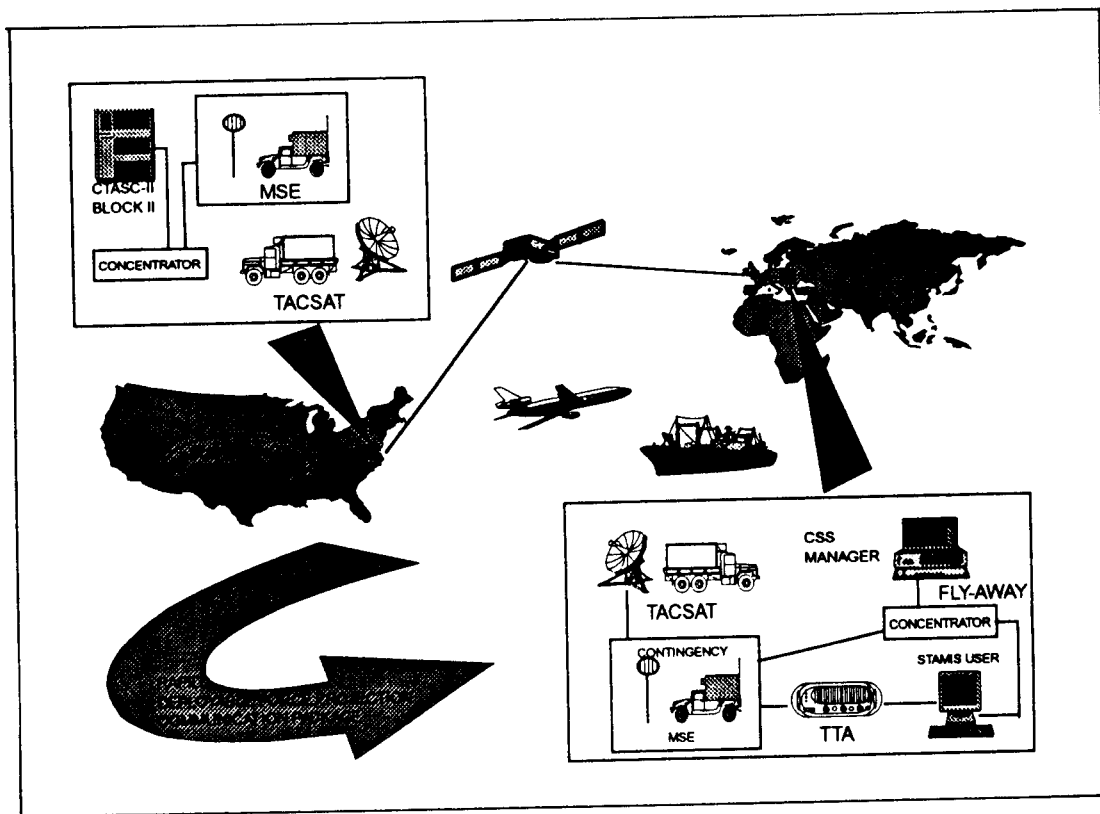 CTASC-II
BLOCK II
MSE
CONCENTRATOR
TACSAT
CSS
MANAGER
FLY-AWAY
TACSAT
CONCENTRATOR
CONTINGENCY
STAMIS USER
MSE
TTA